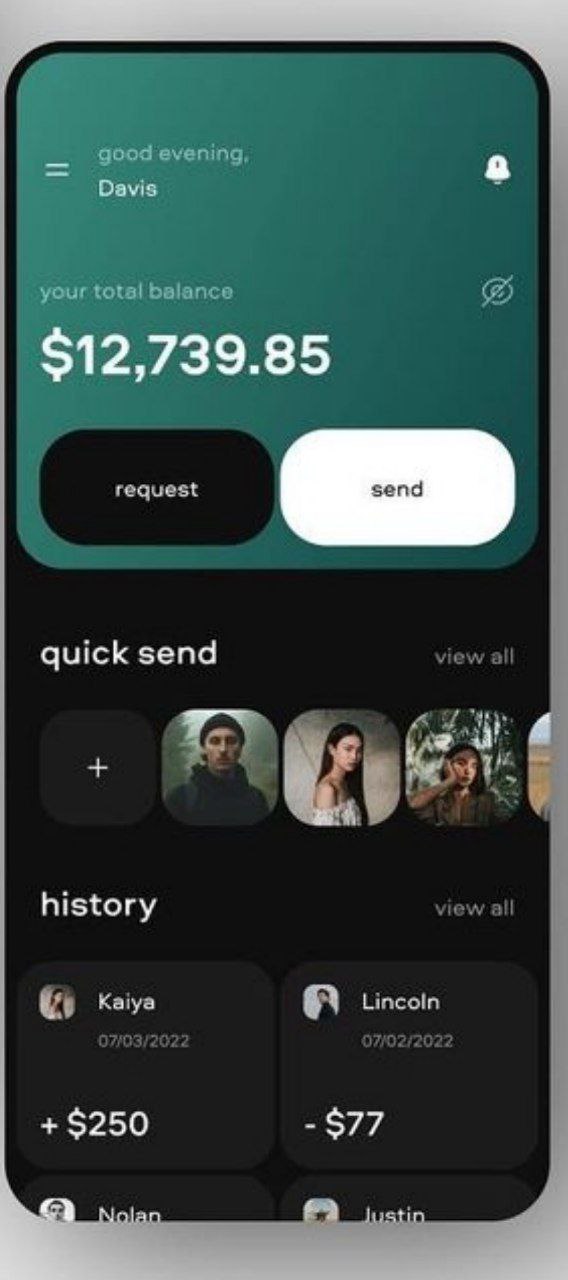 good evening,
Davis
your total balance
$12,739.85
request
send
quick send
view all
+
history
view all
Kaiya
07/03/2022
+ $250
Lincoln
07/02/2022
- $77
Nolan
Justin